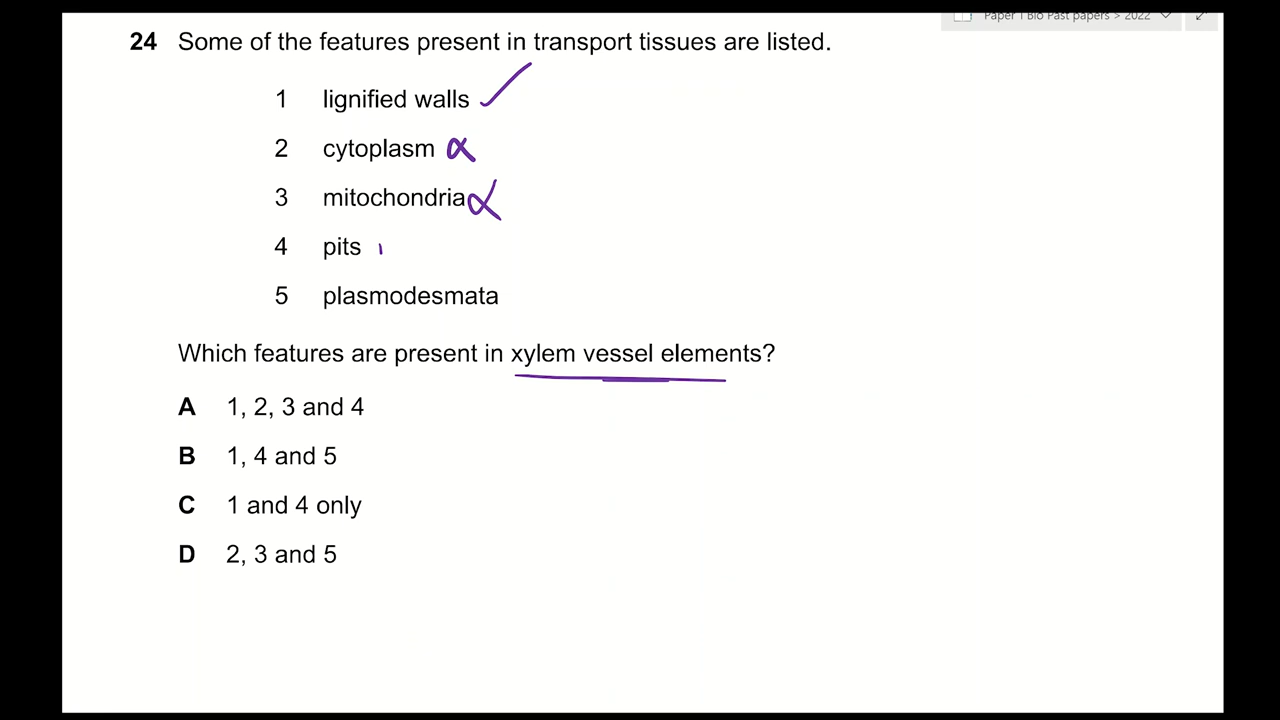 Paper 1 Bio Past papers > 2022
24 Some of the features present in transport tissues are listed.
1 lignified walls
2 cytoplasm
3 mitochondria
4 pits
5 plasmodesmata
Which features are present in xylem vessel elements?
A 1, 2, 3 and 4
B 1, 4 and 5
C 1 and 4 only
D 2, 3 and 5